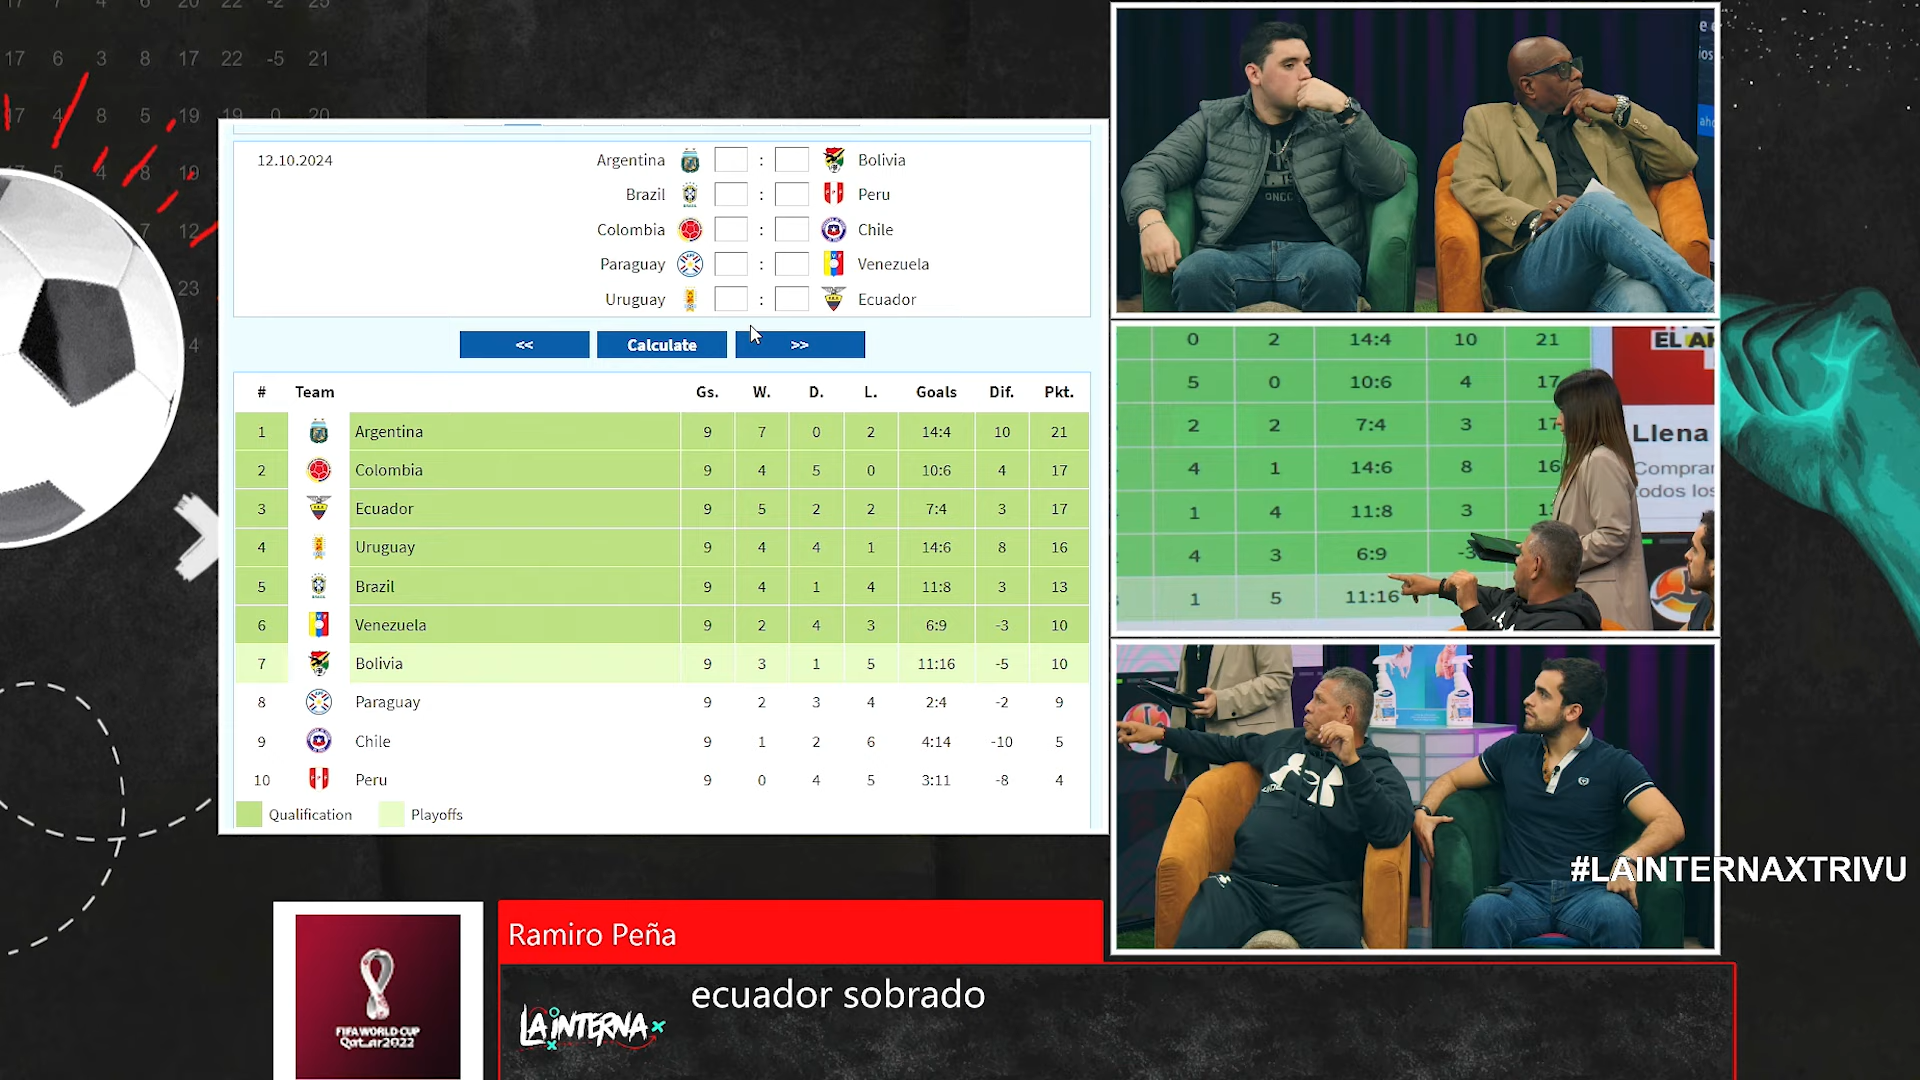 12.10.2024 Argentina : Bolivia
Brazil : Peru
Colombia : Chile
Paraguay : Venezuela
Uruguay : Ecuador
<< Calculate >>
# Team Gs. W. D. L. Goals Dif. Pkt.
1 Argentina 9 7 0 2 14:4 10 21
2 Colombia 9 4 5 0 10:6 4 17
3 Ecuador 9 5 2 2 7:4 3 17
4 Uruguay 9 4 4 1 14:6 8 16
5 Brazil 9 4 1 4 11:8 3 13
6 Venezuela 9 2 4 3 6:9 -3 10
7 Bolivia 9 3 1 5 11:16 -5 10
8 Paraguay 9 2 3 4 2:4 -2 9
9 Chile 9 1 2 6 4:14 -10 5
10 Peru 9 0 4 5 3:11 -8 4
Qualification Playoffs
0 2 14:4 10 21
5 0 10:6 4 17
2 2 7:4 3 17
4 1 14:6 8 16
1 4 11:8 3
4 3 6:9 -3
1 5 11:16
Llena
#LAINTERNAXTRIVU
FIFA WORLD CUP
Qatar2022
Ramiro Peña
ecuador sobrado
LA INTERNA